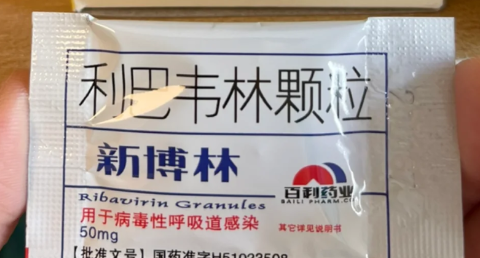 利巴韦林颗粒
新博林
Ribavirin Granules
百利药业
BAILI PHARM.CO
用于病毒性呼吸道感染
其它详见说明书
50mg
【批准文号】国药准字H51023508